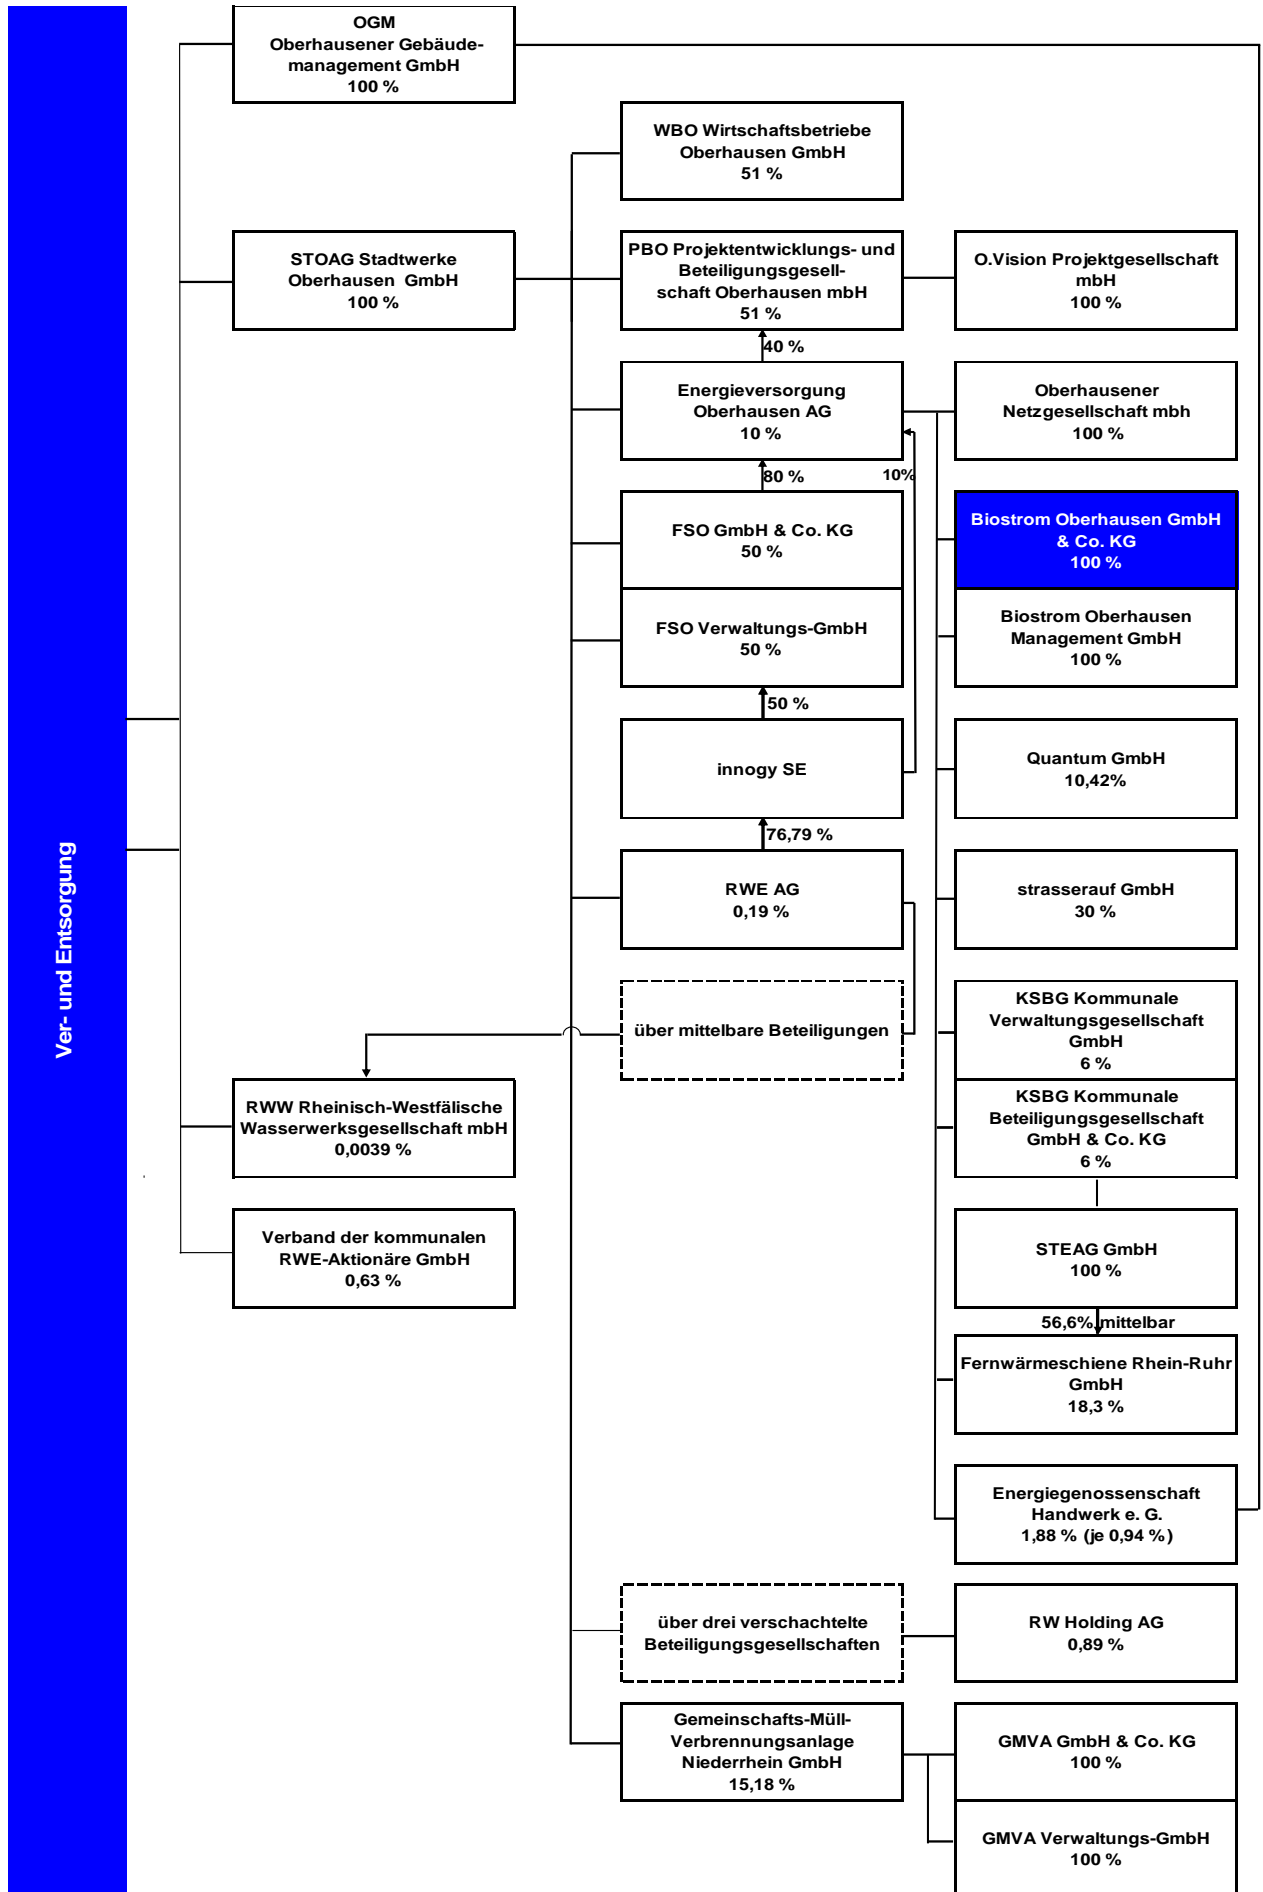 Ver- und Entsorgung
OGM
Oberhausener Gebäude-
management GmbH
100 %
WBO Wirtschaftsbetriebe
Oberhausen GmbH
51 %
STOAG Stadtwerke
Oberhausen GmbH
100 %
PBO Projektentwicklungs- und
Beteiligungsgesell-
schaft Oberhausen mbH
51 %
O.Vision Projektgesellschaft
mbH
100 %
40 %
Energieversorgung
Oberhausen AG
10 %
Oberhausener
Netzgesellschaft mbh
100 %
80 %
10%
FSO GmbH & Co. KG
50 %
Biostrom Oberhausen GmbH
& Co. KG
100 %
FSO Verwaltungs-GmbH
50 %
Biostrom Oberhausen
Management GmbH
100 %
50 %
innogy SE
Quantum GmbH
10,42%
76,79 %
RWE AG
0,19 %
strasserauf GmbH
30 %
über mittelbare Beteiligungen
KSBG Kommunale
Verwaltungsgesellschaft
GmbH
6 %
RWW Rheinisch-Westfälische
Wasserwerksgesellschaft mbH
0,0039 %
KSBG Kommunale
Beteiligungsgesellschaft
GmbH & Co. KG
6 %
Verband der kommunalen
RWE-Aktionäre GmbH
0,63 %
STEAG GmbH
100 %
56,6% mittelbar
Fernwärmeschiene Rhein-Ruhr
GmbH
18,3 %
Energiegenossenschaft
Handwerk e. G.
1,88 % (je 0,94 %)
über drei verschachtelte
Beteiligungsgesellschaften
RW Holding AG
0,89 %
Gemeinschafts-Müll-
Verbrennungsanlage
Niederrhein GmbH
15,18 %
GMVA GmbH & Co. KG
100 %
GMVA Verwaltungs-GmbH
100 %